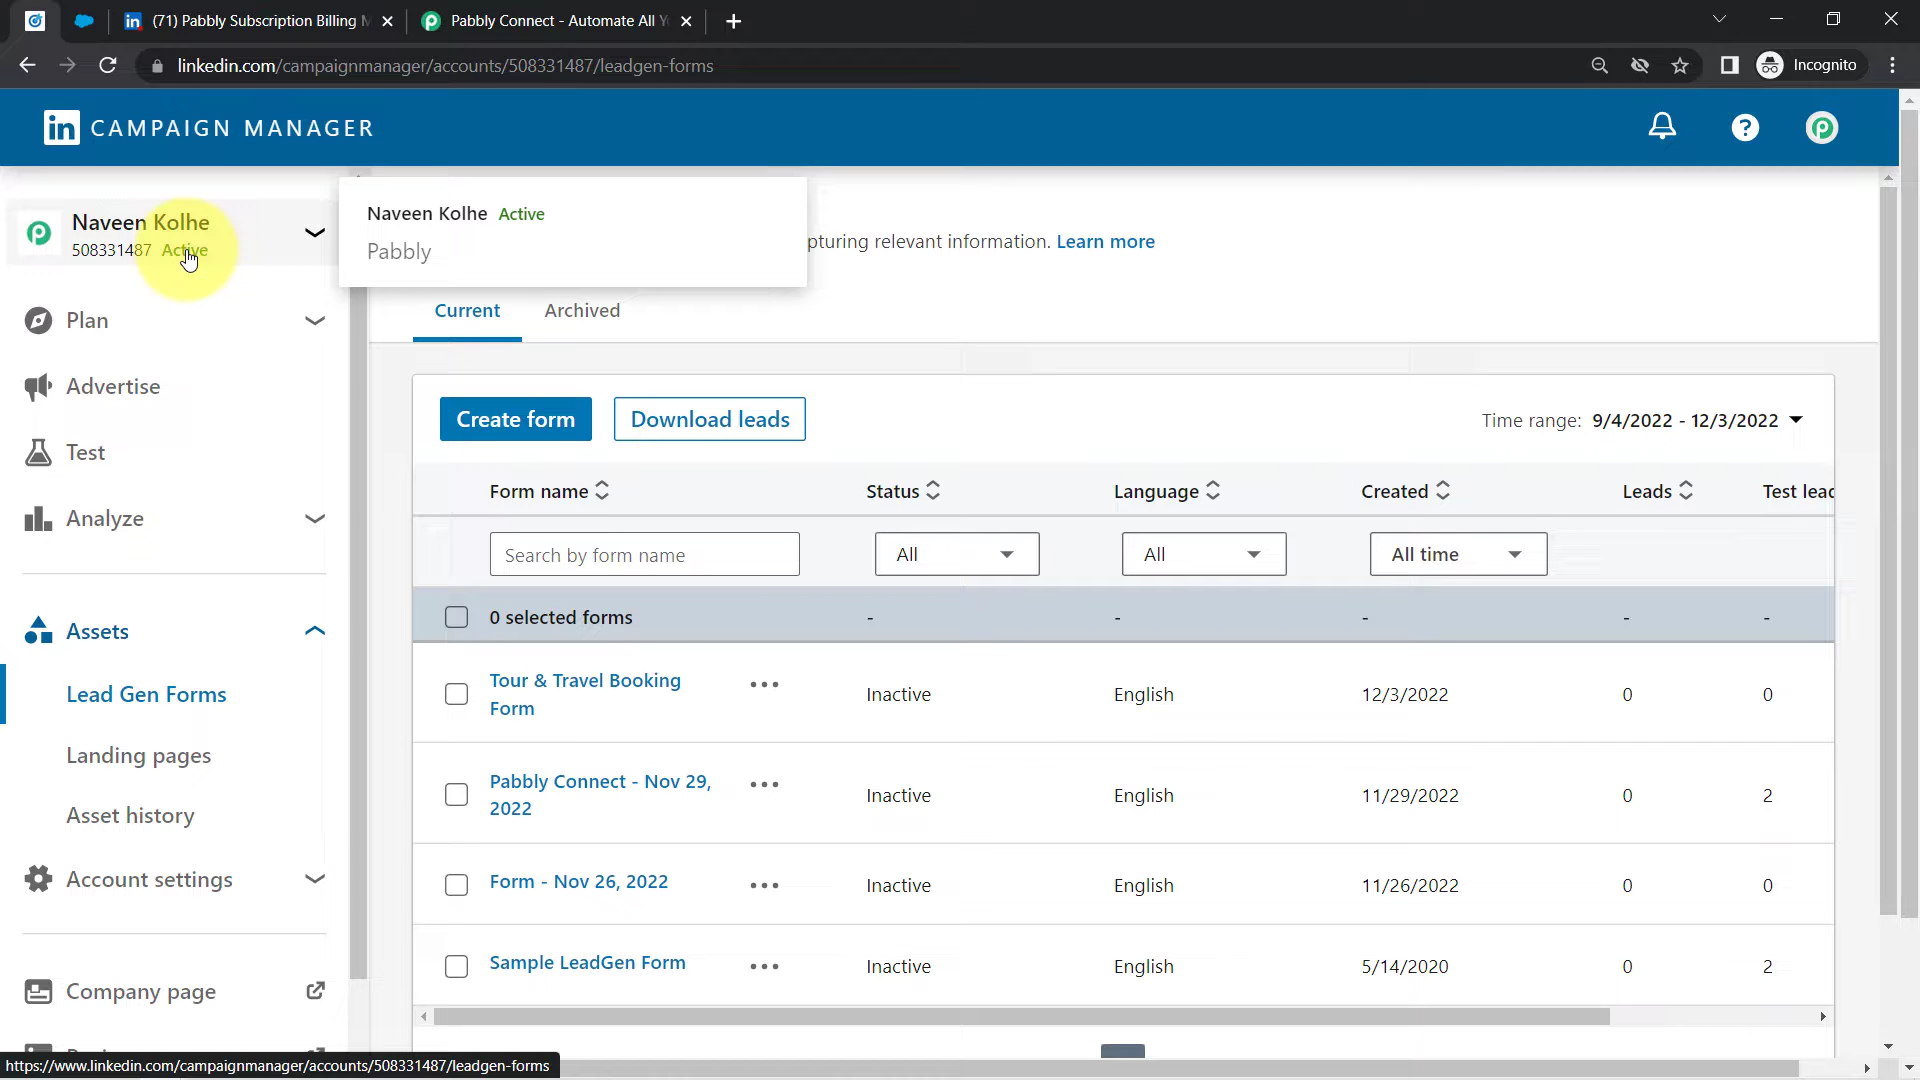 (71) Pabbly Subscription Billing M
Pabbly Connect - Automate All Y
linkedin.com/campaignmanager/accounts/508331487/leadgen-forms
Incognito
in CAMPAIGN MANAGER
Naveen Kolhe
508331487 Active
Naveen Kolhe Active
Pabbly
pturing relevant information. Learn more
Plan
Advertise
Test
Analyze
Assets
Lead Gen Forms
Landing pages
Asset history
Account settings
Company page
Current Archived
Create form Download leads Time range: 9/4/2022 - 12/3/2022
Form name Status Language Created Leads Test lead
Search by form name All All All time
0 selected forms - - - - -
Tour & Travel Booking
Form
Inactive English 12/3/2022 0 0
Pabbly Connect - Nov 29,
2022
Inactive English 11/29/2022 0 2
Form - Nov 26, 2022 Inactive English 11/26/2022 0 0
Sample LeadGen Form Inactive English 5/14/2020 0 2
https://www.linkedin.com/campaignmanager/accounts/508331487/leadgen-forms